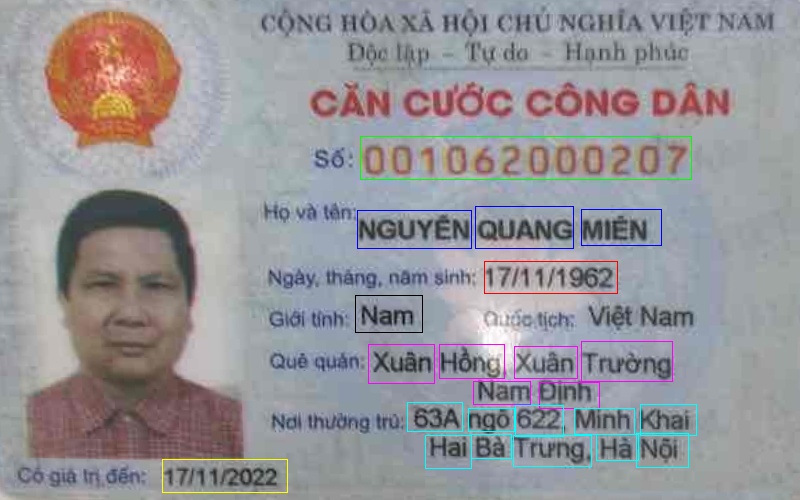 CỘNG HÒA XÃ HỘI CHỦ NGHĨA VIỆT NAM
Độc lập - Tự do - Hạnh phúc
CĂN CƯỚC CÔNG DÂN
Số: 001062000207
Họ và tên: NGUYỄN QUANG MIÊN
Ngày, tháng, năm sinh: 17/11/1962
Giới tính: Nam Quốc tịch: Việt Nam
Quê quán: Xuân Hồng, Xuân Trường
Nam Định
Nơi thường trú: 63A ngõ 622, Minh Khai
Hai Bà Trưng, Hà Nội
Có giá trị đến: 17/11/2022